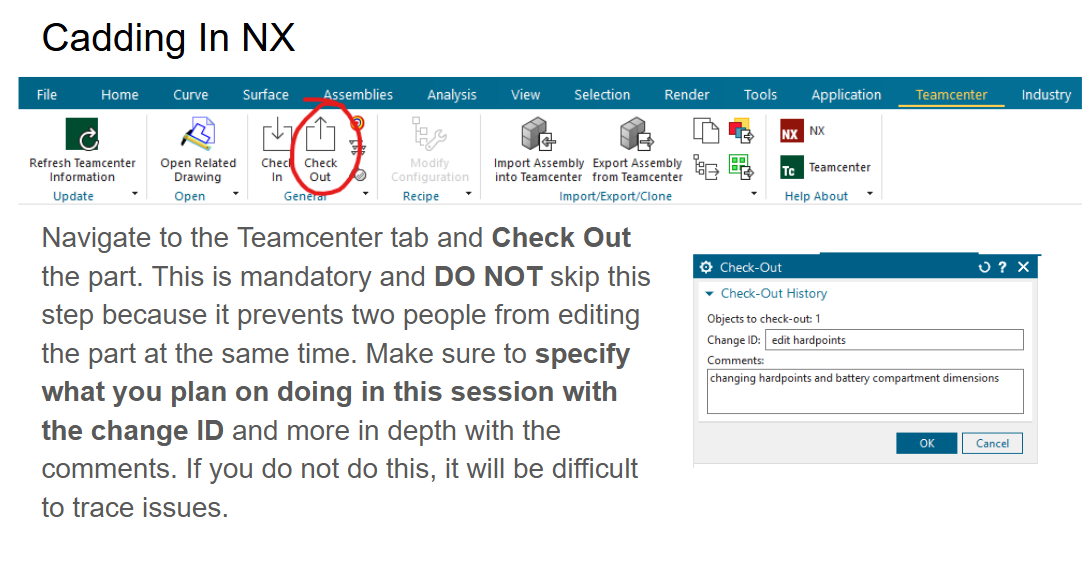 Cadding In NX
File Home Curve Surface Assemblies Analysis View Selection Render Tools Application Teamcenter Industry
Refresh Teamcenter Information
Open Related Drawing
Check In
Check Out
Modify Configuration
Import Assembly into Teamcenter
Export Assembly from Teamcenter
NX NX
Tc Teamcenter
Update Open General Recipe Import/Export/Clone Help About
Navigate to the Teamcenter tab and Check Out
the part. This is mandatory and DO NOT skip this
step because it prevents two people from editing
the part at the same time. Make sure to specify
what you plan on doing in this session with
the change ID and more in depth with the
comments. If you do not do this, it will be difficult
to trace issues.
Check-Out
Check-Out History
Objects to check-out: 1
Change ID: edit hardpoints
Comments:
changing hardpoints and battery compartment dimensions
OK Cancel